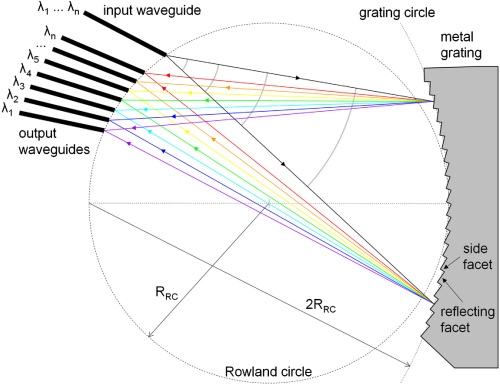 λ1 ... λn
input waveguide
grating circle
metal
grating
λn
...
λ5
λ4
λ3
λ2
λ1
output
waveguides
side
facet
RRC
2RRC
reflecting
facet
Rowland circle